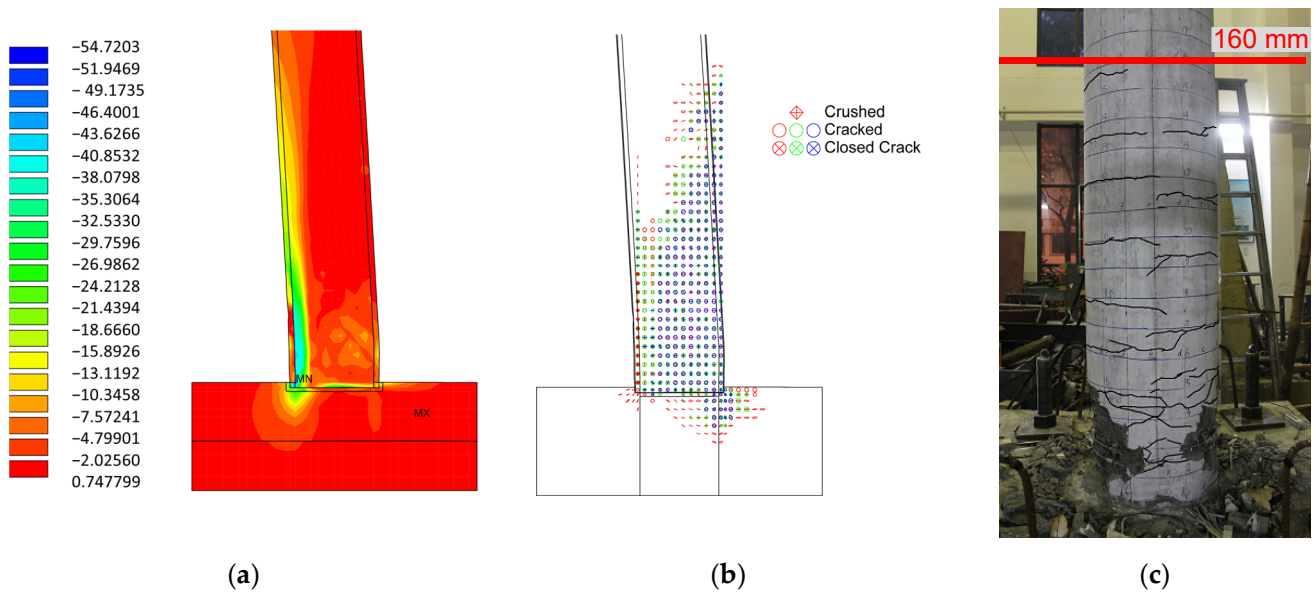 −54.7203
−51.9469
− 49.1735
−46.4001
−43.6266
−40.8532
−38.0798
−35.3064
−32.5330
−29.7596
−26.9862
−24.2128
−21.4394
−18.6660
−15.8926
−13.1192
−10.3458
−7.57241
−4.79901
−2.02560
0.747799
MN
MX
Crushed
Cracked
Closed Crack
160 mm
(a)
(b)
(c)